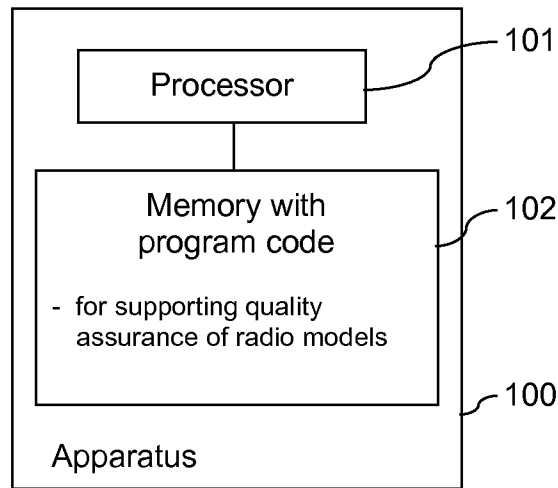 101
Processor
102
Memory with
program code
- for supporting quality
assurance of radio models
100
Apparatus